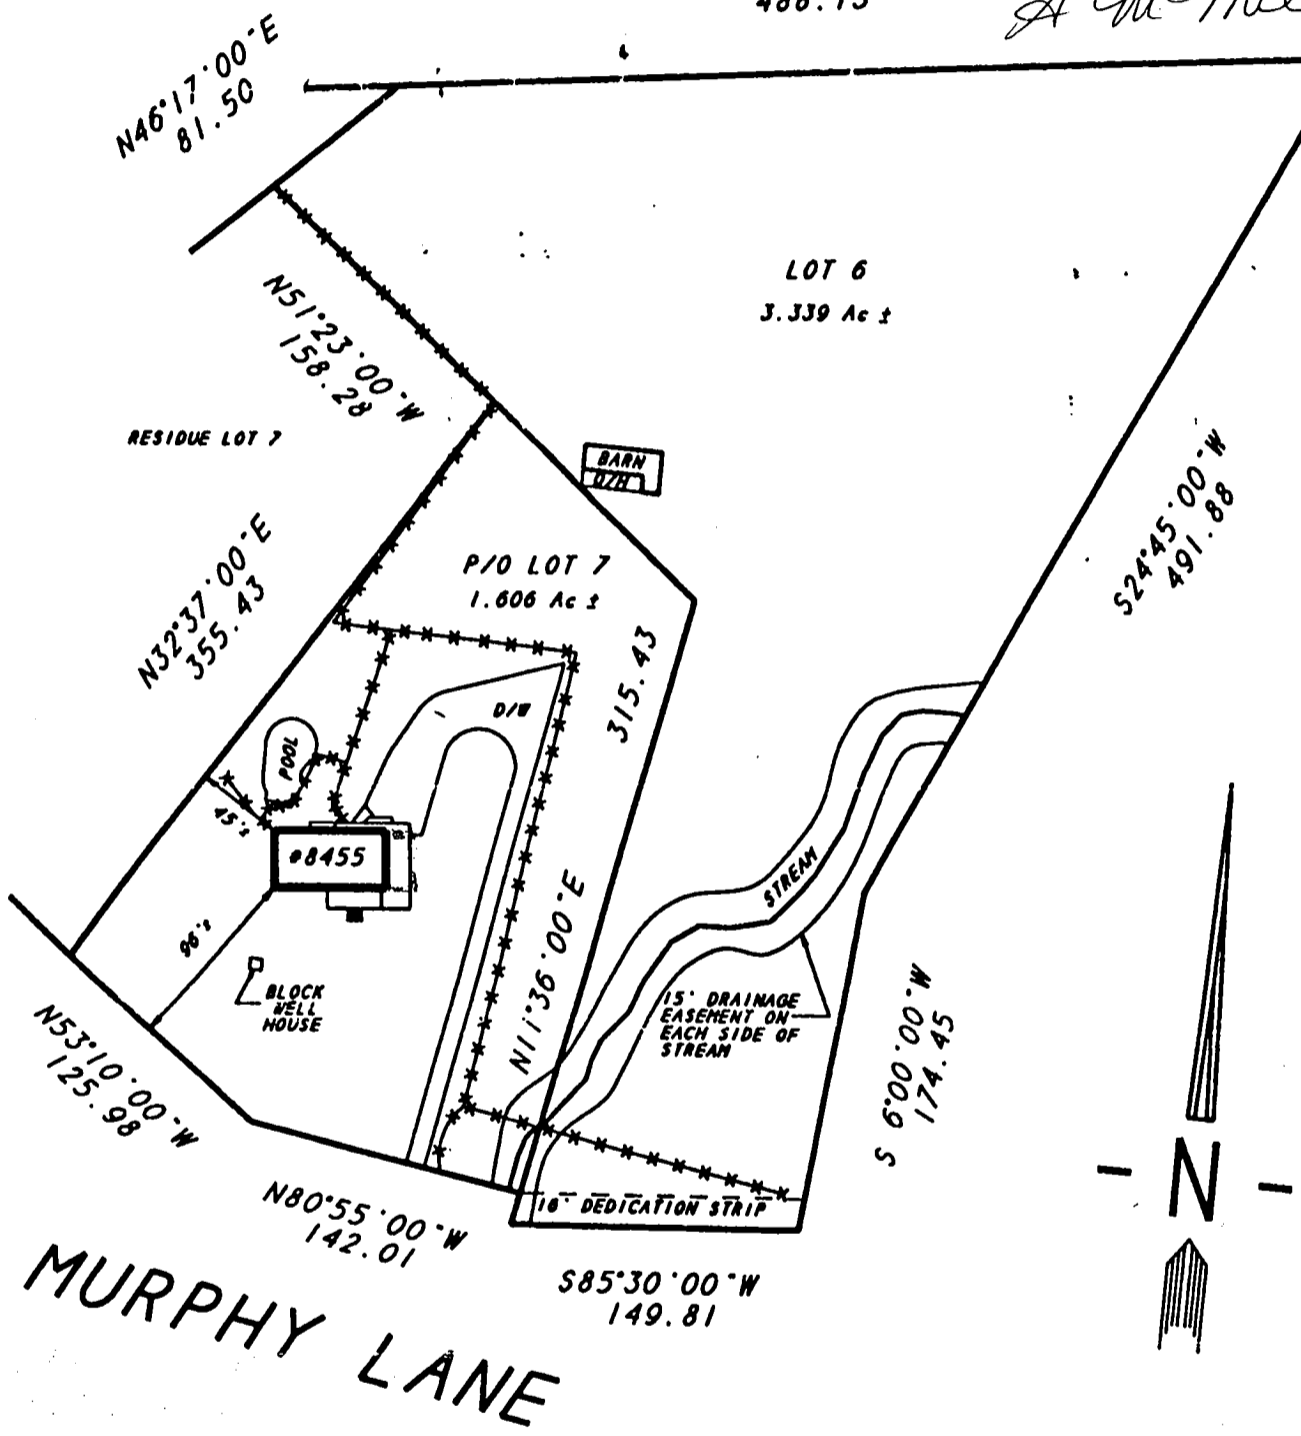 N46°17'00"E
81.50
LOT 6
3.339 Ac ±
N51°23'00"W
158.28
RESIDUE LOT 7
BARN
O/H
S24°45'00"W
491.88
P/O LOT 7
1.606 Ac ±
N32°37'00"E
355.43
315.43
N11°36'00"E
D/W
POOL
45'±
#8455
96'±
BLOCK
WELL
HOUSE
STREAM
15' DRAINAGE
EASEMENT ON
EACH SIDE OF
STREAM
S 6°00'00"W
174.45
N53°10'00"W
125.98
N80°55'00"W
142.01
16' DEDICATION STRIP
S85°30'00"W
149.81
MURPHY LANE
N